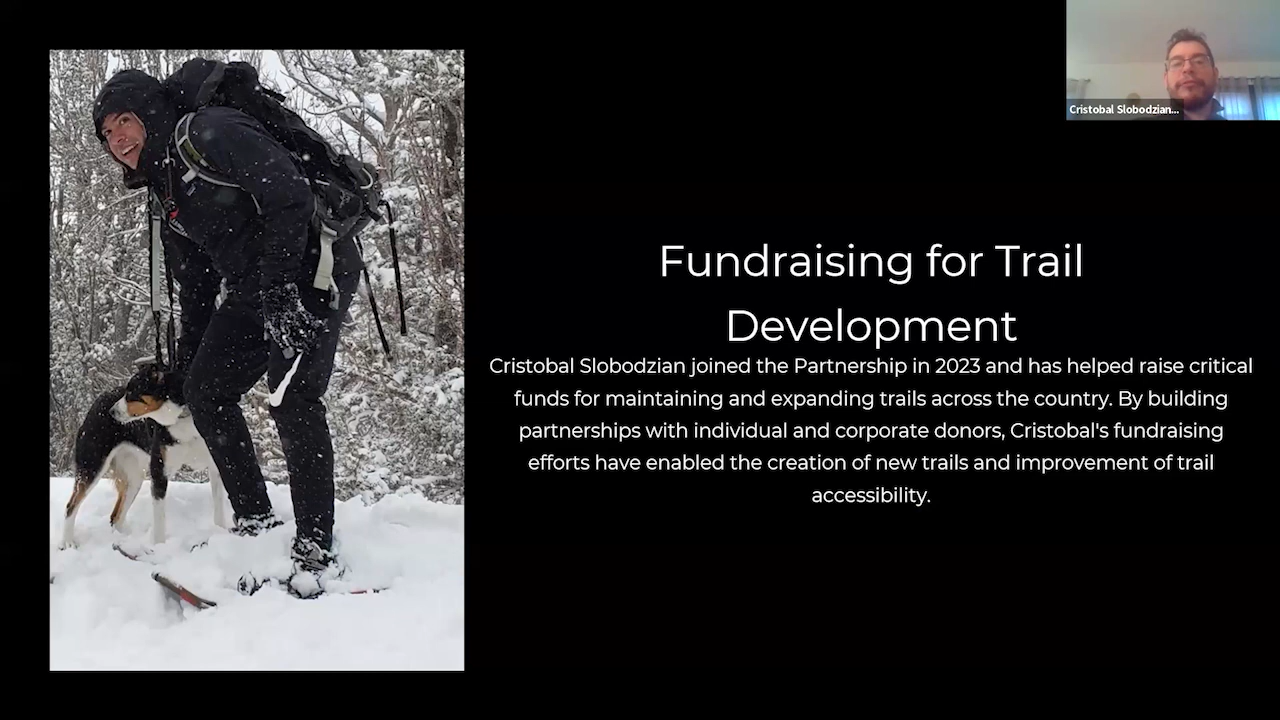 Cristobal Slobodzian...
Fundraising for Trail
Development
Cristobal Slobodzian joined the Partnership in 2023 and has helped raise critical
funds for maintaining and expanding trails across the country. By building
partnerships with individual and corporate donors, Cristobal's fundraising
efforts have enabled the creation of new trails and improvement of trail
accessibility.